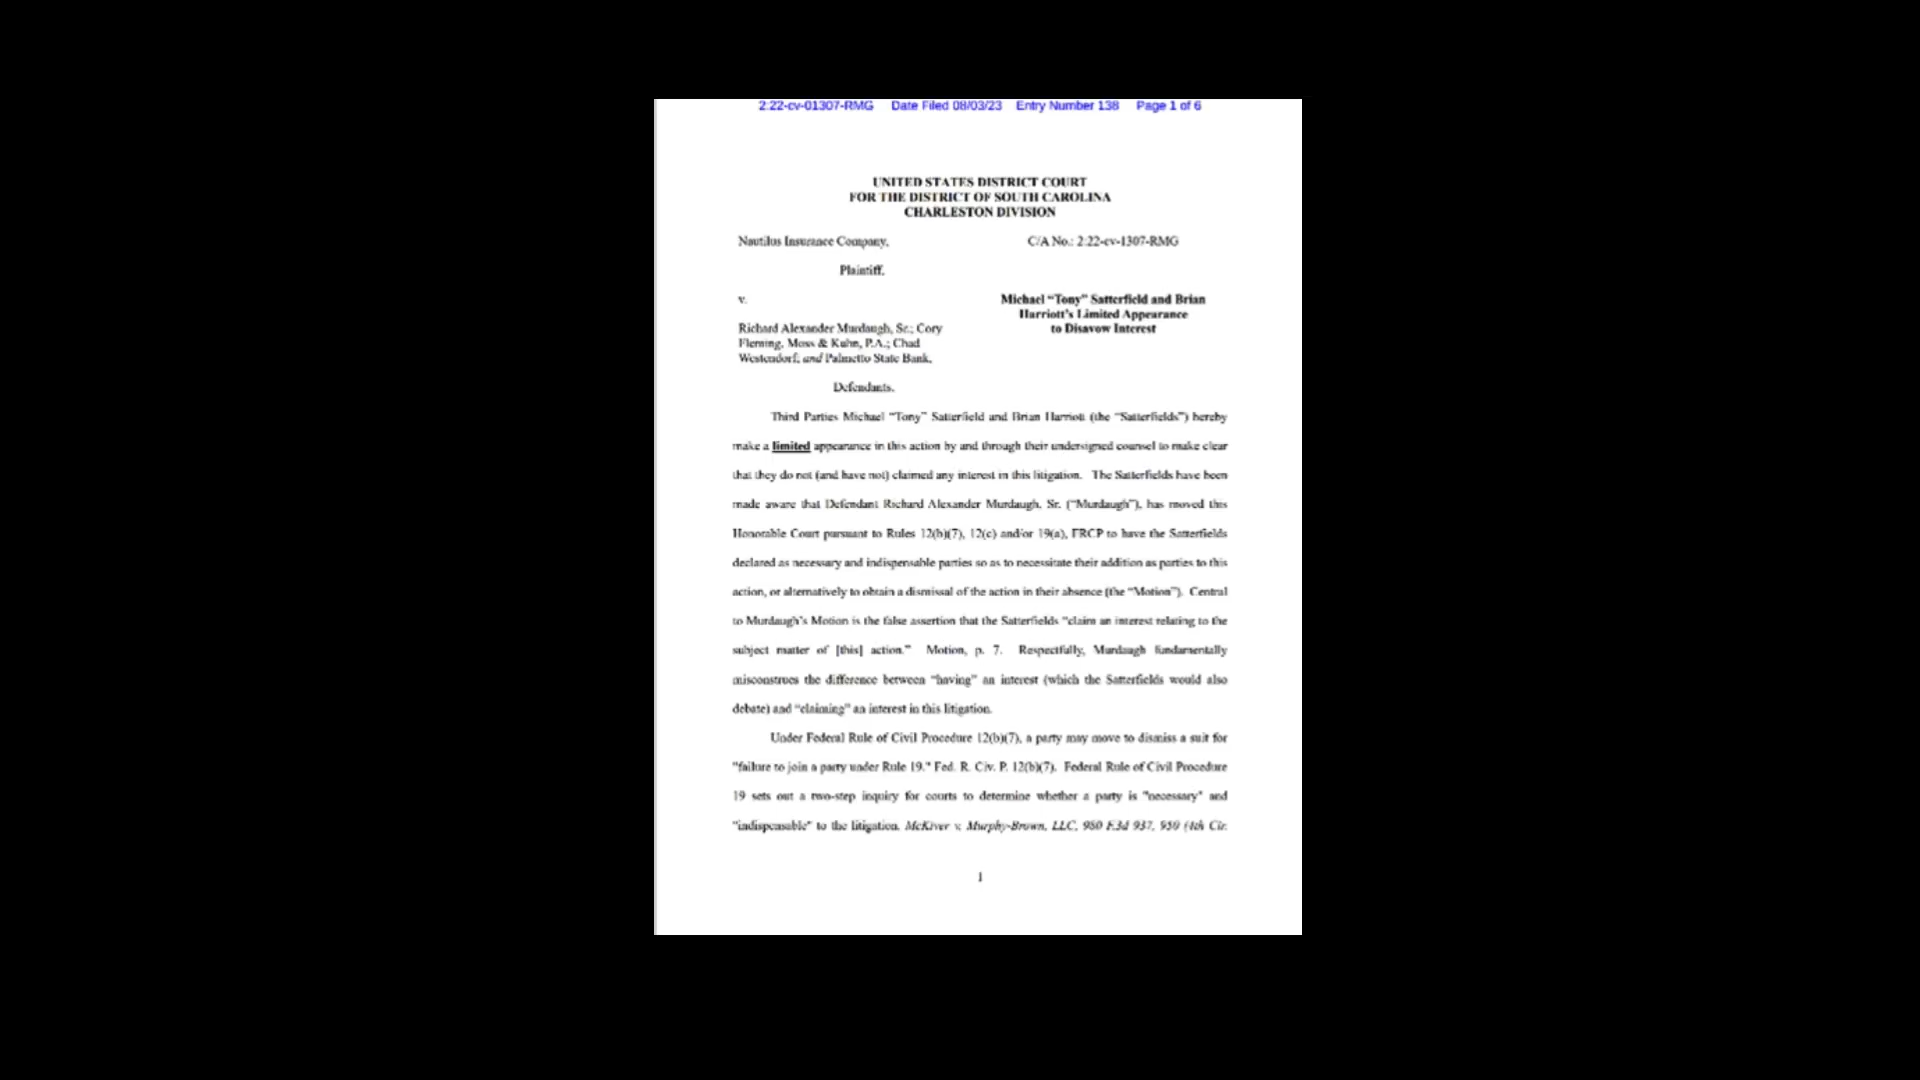 2:22-cv-01307-RMG Date Filed 08/03/23 Entry Number 138 Page 1 of 6
UNITED STATES DISTRICT COURT
FOR THE DISTRICT OF SOUTH CAROLINA
CHARLESTON DIVISION
Nautilus Insurance Company,
Plaintiff,
v.
Richard Alexander Murdaugh, Sr.; Cory
Fleming, Moss & Kuhn, P.A.; Chad
Westendorf; and Palmetto State Bank,
Defendants.
C/A No.: 2:22-cv-1307-RMG
Michael “Tony” Satterfield and Brian
Harriott’s Limited Appearance
to Disavow Interest
Third Parties Michael “Tony” Satterfield and Brian Harriott (the “Satterfields”) hereby
make a limited appearance in this action by and through their undersigned counsel to make clear
that they do not (and have not) claimed any interest in this litigation. The Satterfields have been
made aware that Defendant Richard Alexander Murdaugh, Sr. (“Murdaugh”), has moved this
Honorable Court pursuant to Rules 12(b)(7), 12(c) and/or 19(a), FRCP to have the Satterfields
declared as necessary and indispensable parties so as to necessitate their addition as parties to this
action, or alternatively to obtain a dismissal of the action in their absence (the “Motion”). Central
to Murdaugh’s Motion is the false assertion that the Satterfields “claim an interest relating to the
subject matter of [this] action.” Motion, p. 7. Respectfully, Murdaugh fundamentally
misconstrues the difference between “having” an interest (which the Satterfields would also
debate) and “claiming” an interest in this litigation.
Under Federal Rule of Civil Procedure 12(b)(7), a party may move to dismiss a suit for
"failure to join a party under Rule 19." Fed. R. Civ. P. 12(b)(7). Federal Rule of Civil Procedure
19 sets out a two-step inquiry for courts to determine whether a party is "necessary" and
"indispensable" to the litigation. McKiver v. Murphy-Brown, LLC, 980 F.3d 937, 950 (4th Cir.
1